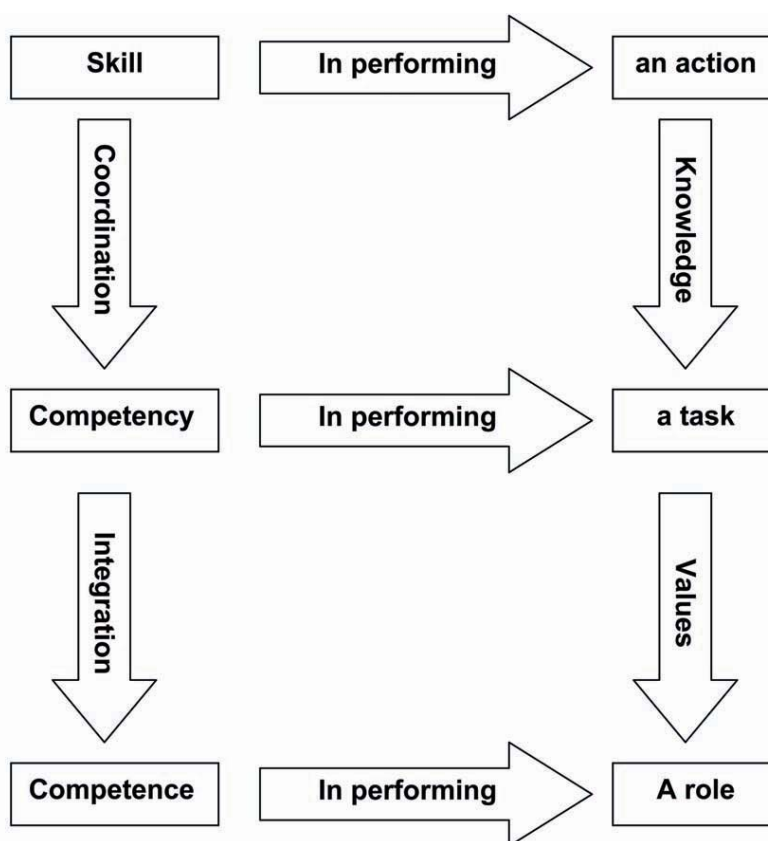 Skill
In performing
an action
Coordination
Knowledge
Competency
In performing
a task
Integration
Values
Competence
In performing
A role